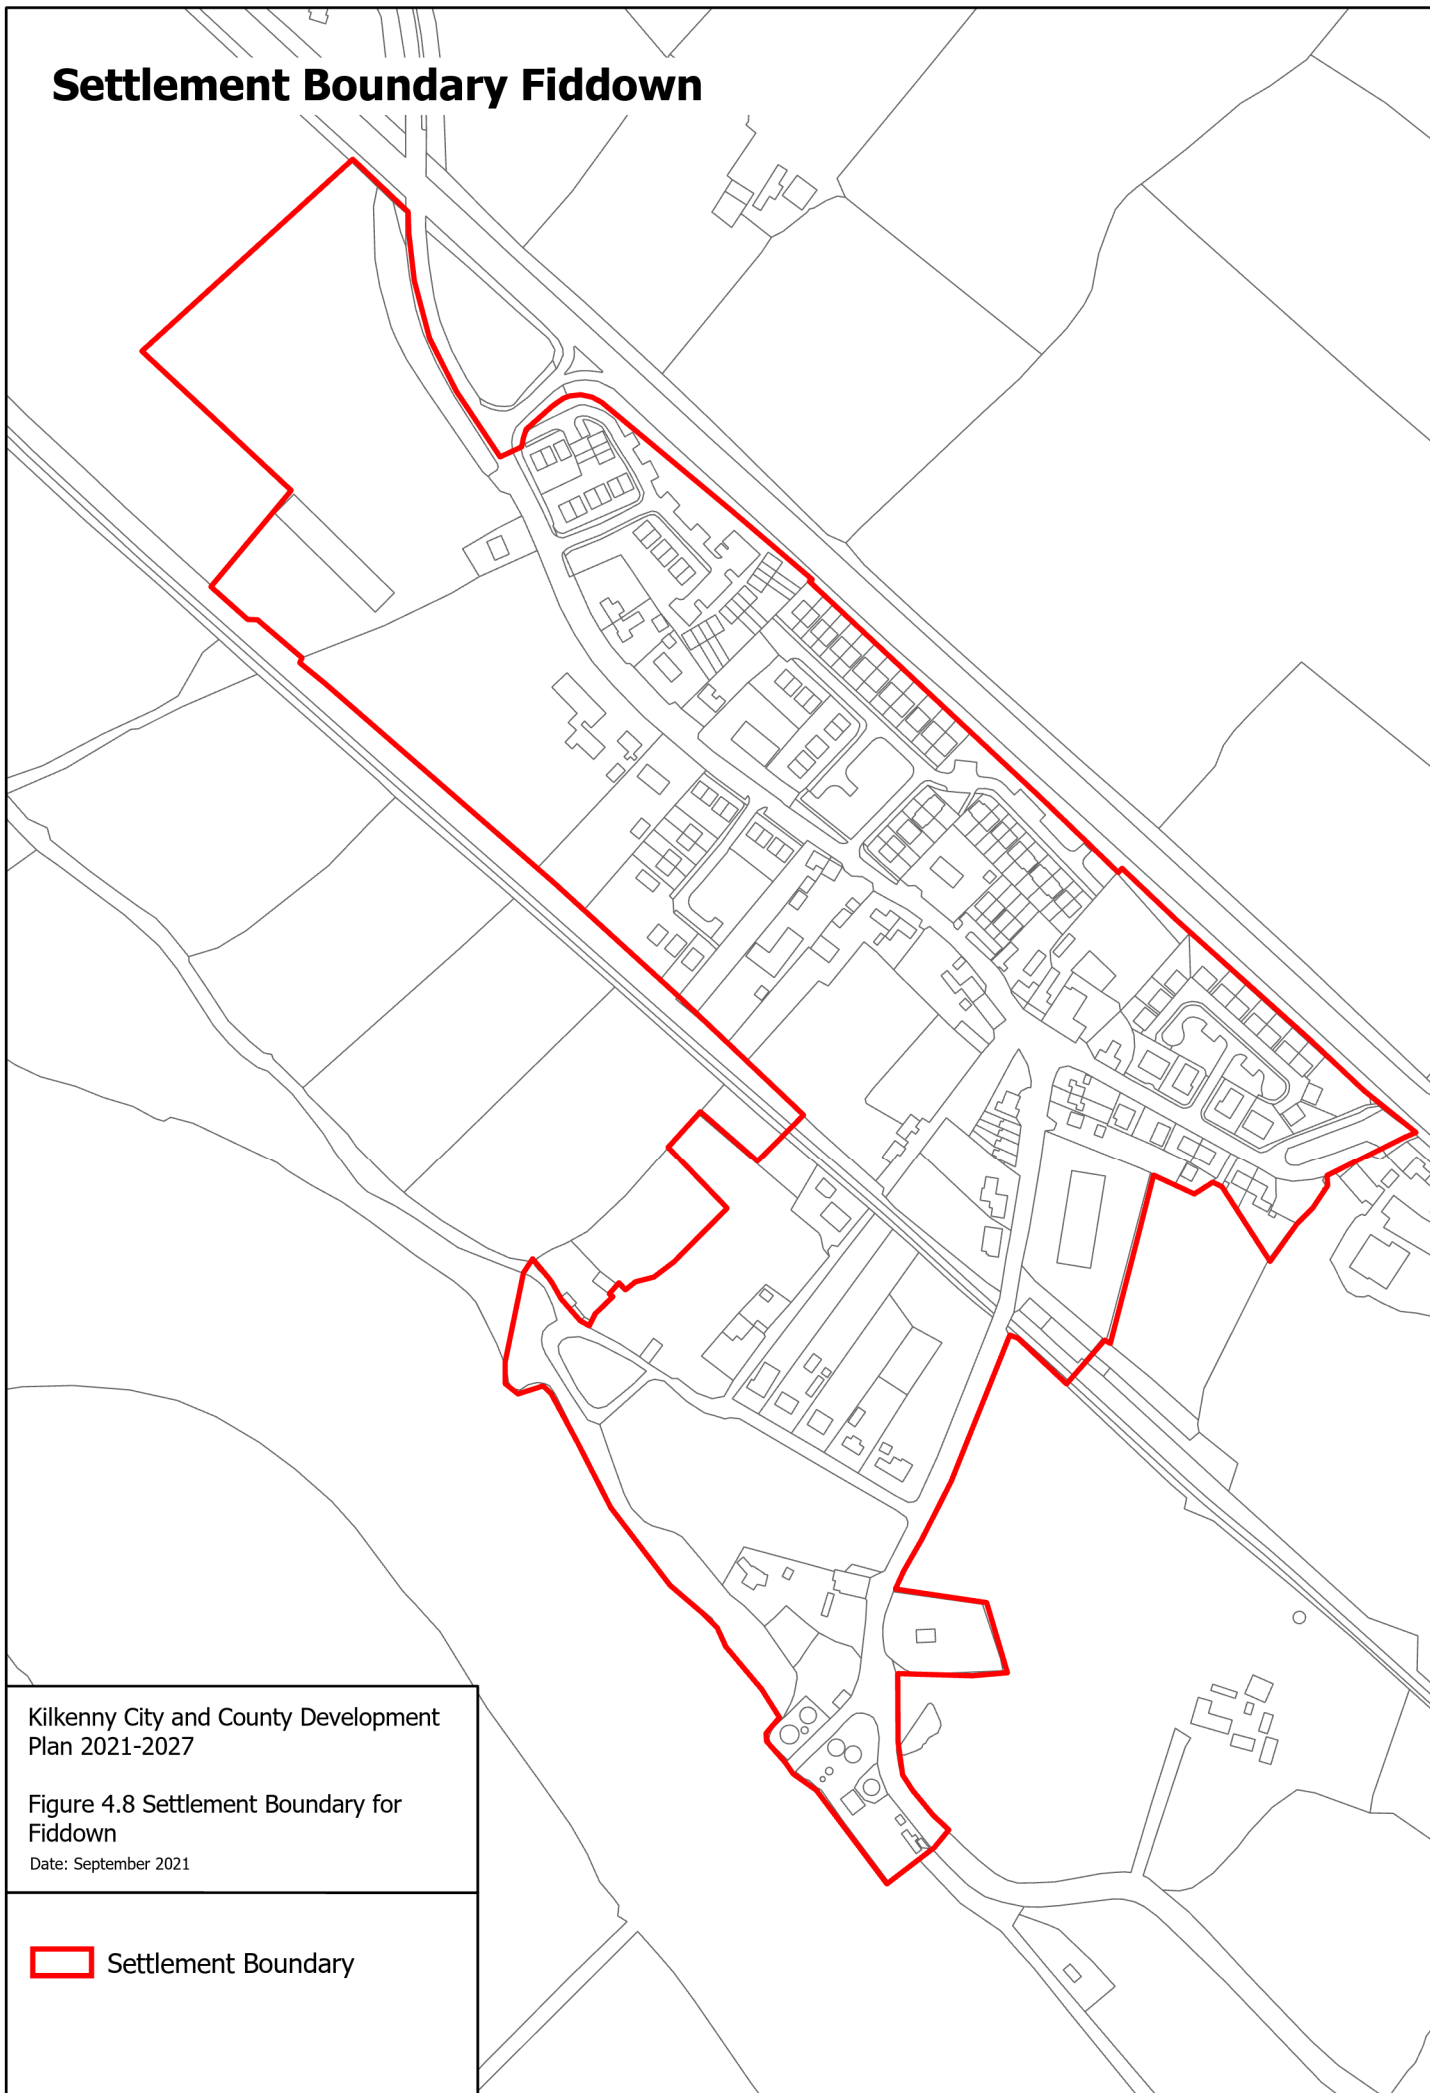 Settlement Boundary Fiddown
Kilkenny City and County Development
Plan 2021-2027
Figure 4.8 Settlement Boundary for
Fiddown
Date: September 2021
Settlement Boundary